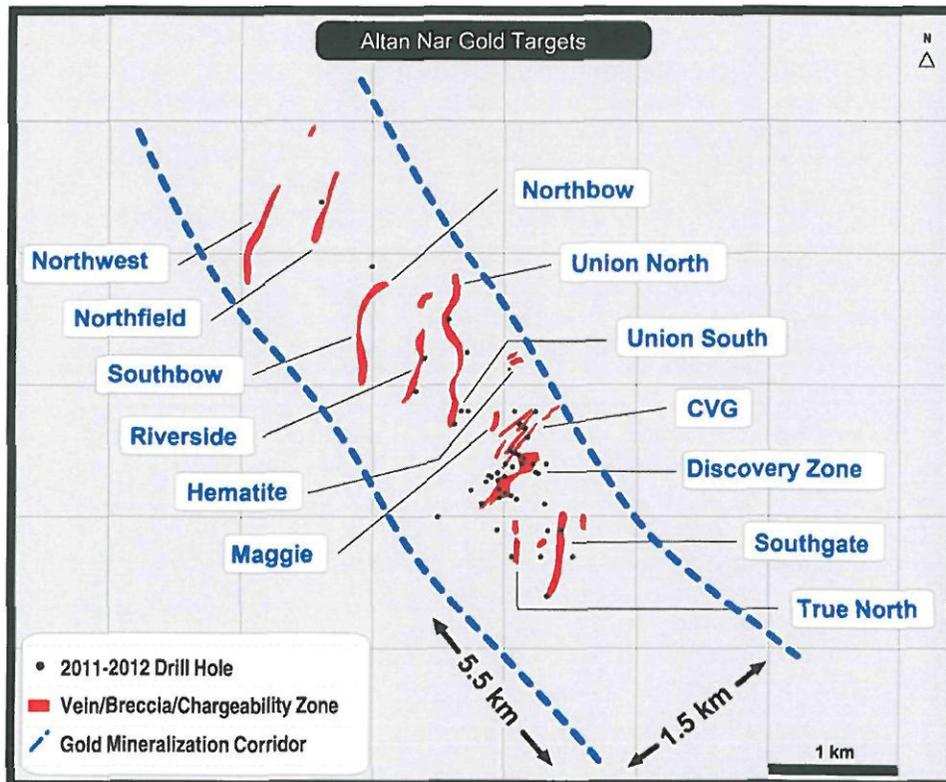 Altan Nar Gold Targets
N
Northbow
Northwest
Union North
Northfield
Union South
Southbow
CVG
Riverside
Discovery Zone
Hematite
Maggie
Southgate
True North
2011-2012 Drill Hole
Vein/Breccia/Chargeability Zone
Gold Mineralization Corridor
5.5 km
1.5 km
1 km